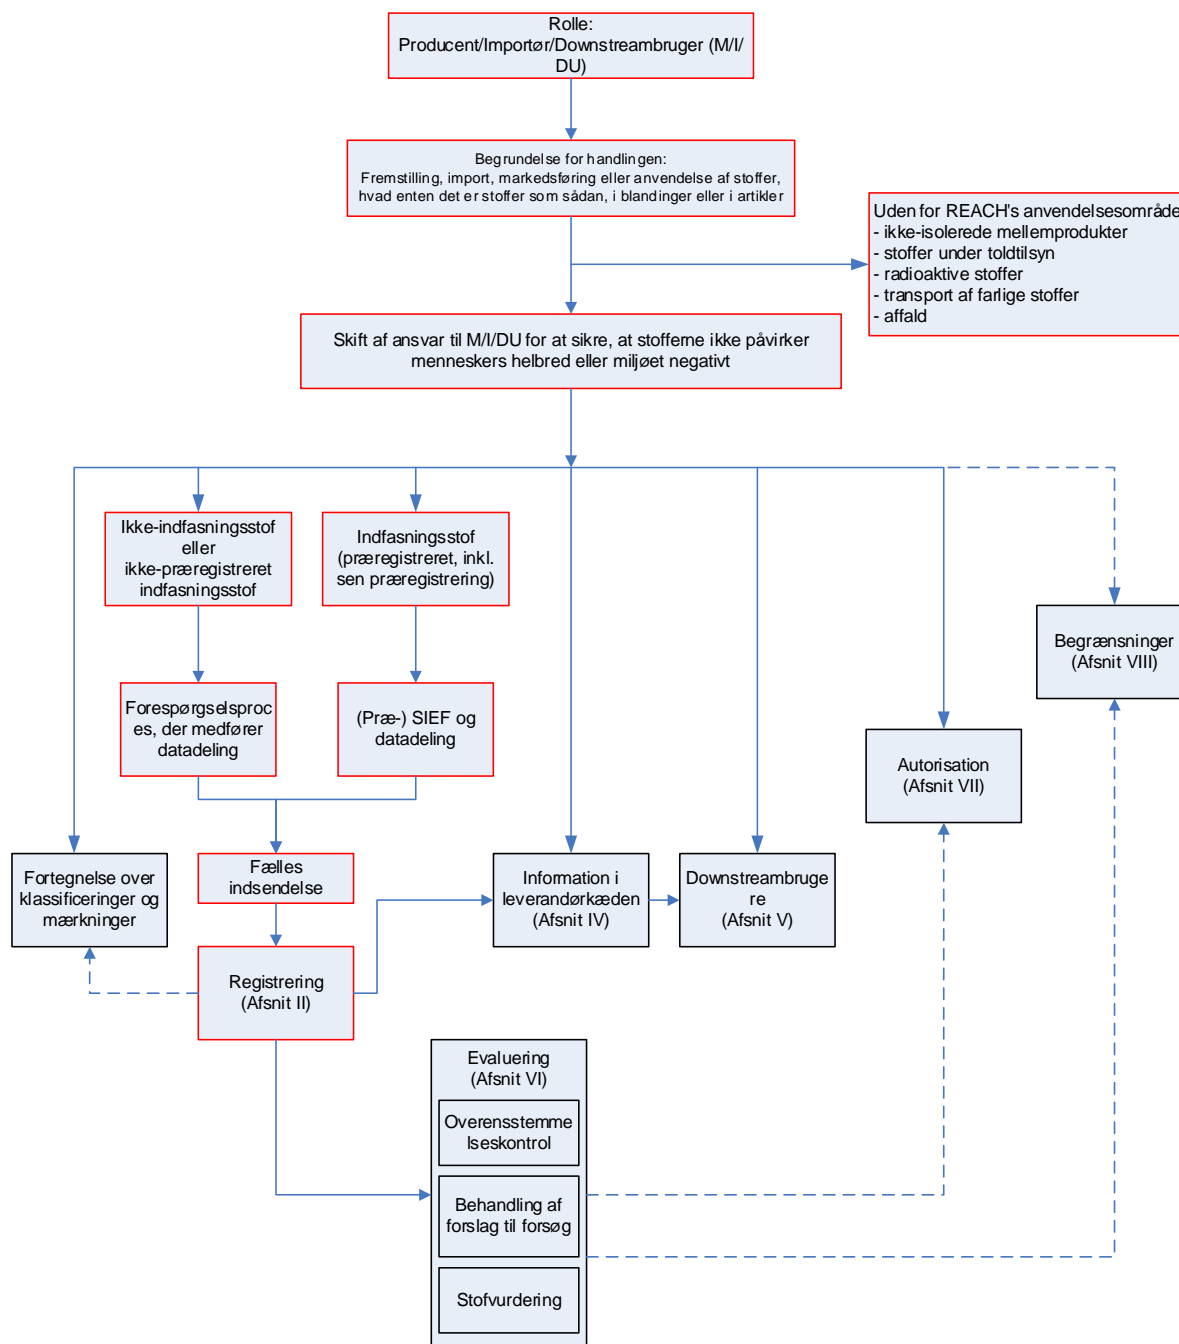 Rolle:
Producent/Importør/Downstreambruger (M/I/
DU)
Begrundelse for handlingen:
Fremstilling, import, markedsføring eller anvendelse af stoffer,
hvad enten det er stoffer som sådan, i blandinger eller i artikler
Uden for REACH's anvendelsesområde
- ikke-isolerede mellemprodukter
- stoffer under toldtilsyn
- radioaktive stoffer
- transport af farlige stoffer
- affald
Skift af ansvar til M/I/DU for at sikre, at stofferne ikke påvirker
menneskers helbred eller miljøet negativt
Ikke-indfasningsstof
eller
ikke-præregistreret
indfasningsstof
Indfasningsstof
(præregistreret, inkl.
sen præregistrering)
Begrænsninger
(Afsnit VIII)
Forespørgselsproc
es, der medfører
datadeling
(Præ-) SIEF og
datadeling
Autorisation
(Afsnit VII)
Fortegnelse over
klassificeringer og
mærkninger
Fælles
indsendelse
Information i
leverandørkæden
(Afsnit IV)
Downstreambruge
re
(Afsnit V)
Registrering
(Afsnit II)
Evaluering
(Afsnit VI)
Overensstemme
lseskontrol
Behandling af
forslag til forsøg
Stofvurdering